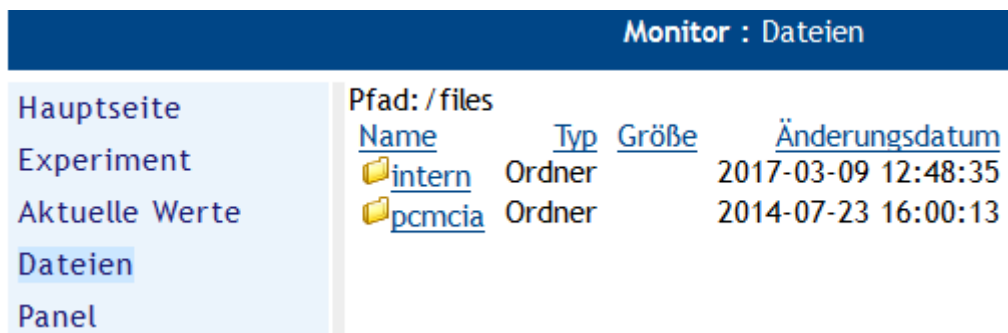 Monitor : Dateien
Hauptseite
Experiment
Aktuelle Werte
Dateien
Panel
Pfad: /files
Name Typ Größe Änderungsdatum
intern Ordner 2017-03-09 12:48:35
pcmcia Ordner 2014-07-23 16:00:13